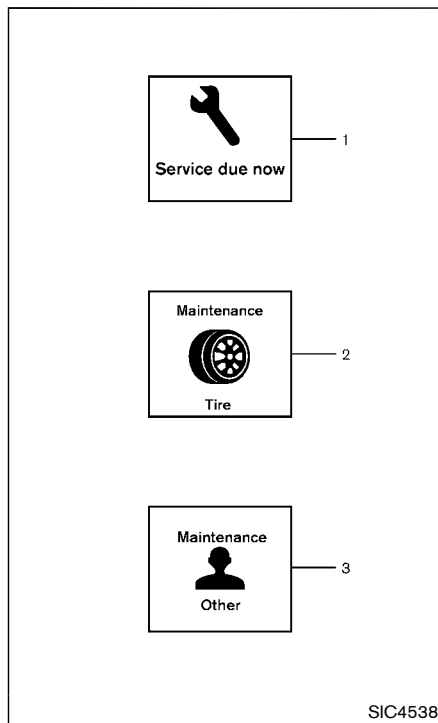 Service due now
1
Maintenance
2
Tire
Maintenance
3
Other
SIC4538